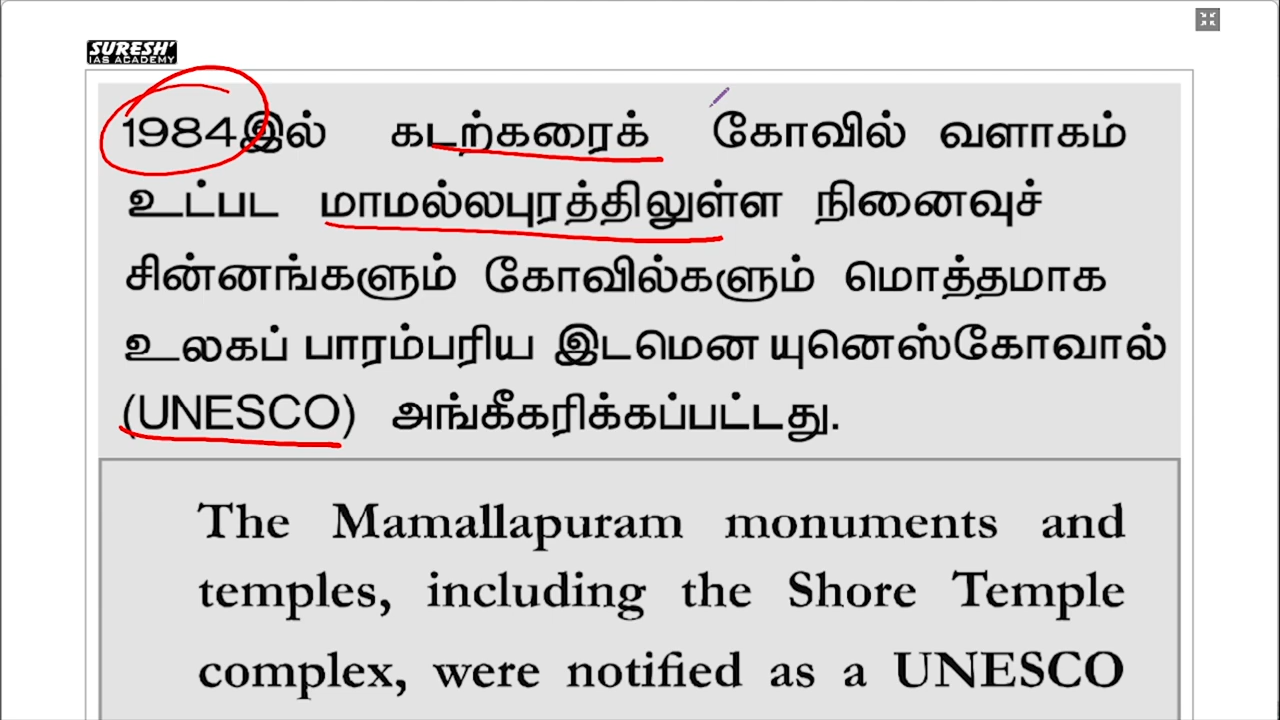 SURESH'
IAS ACADEMY
1984இல் கடற்கரைக் கோவில் வளாகம்
உட்பட மாமல்லபுரத்திலுள்ள நினைவுச்
சின்னங்களும் கோவில்களும் மொத்தமாக
உலகப் பாரம்பரிய இடமென யுனெஸ்கோவால்
(UNESCO) அங்கீகரிக்கப்பட்டது.
The Mamallapuram monuments and
temples, including the Shore Temple
complex, were notified as a UNESCO